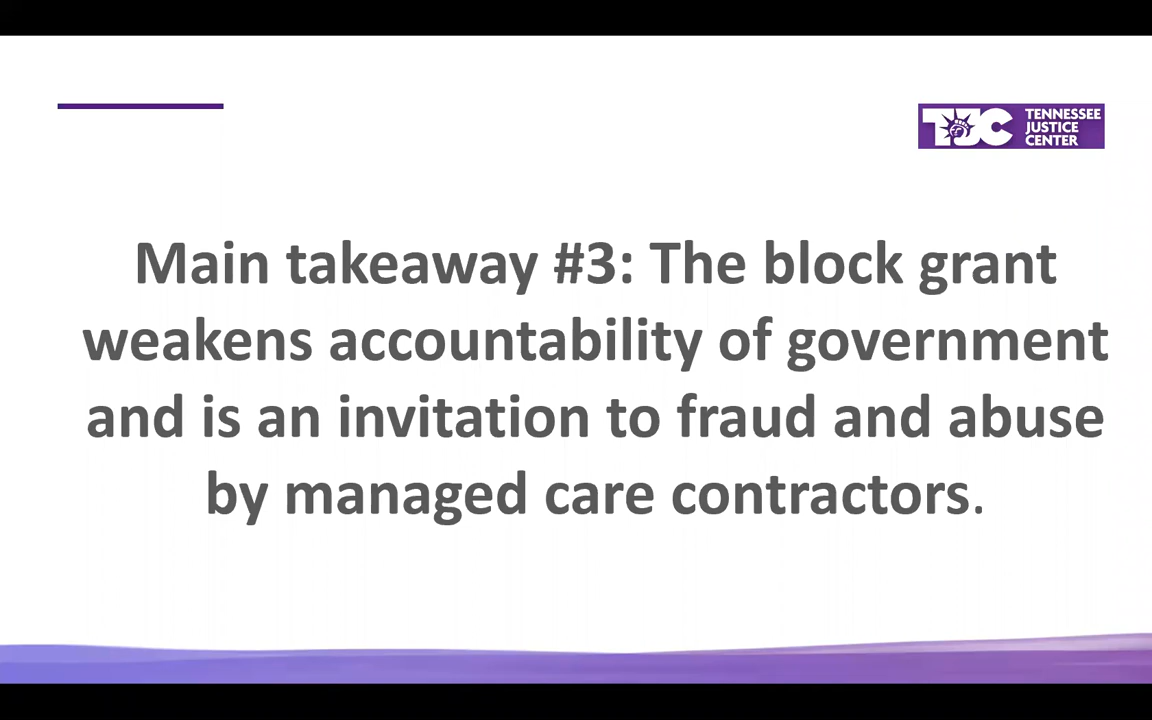 TJC TENNESSEE
JUSTICE
CENTER
Main takeaway #3: The block grant
weakens accountability of government
and is an invitation to fraud and abuse
by managed care contractors.